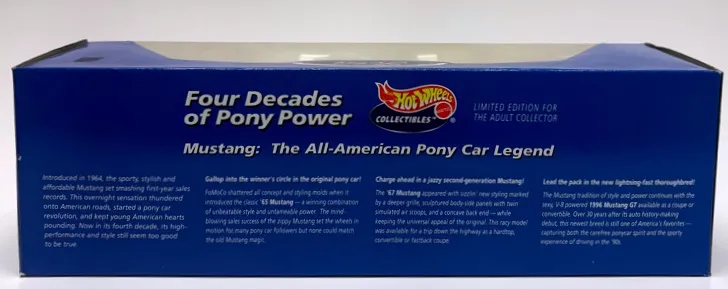 Four Decades
of Pony Power
HOT WHEELS
COLLECTIBLES™
LIMITED EDITION FOR
THE ADULT COLLECTOR
Mustang: The All-American Pony Car Legend
Introduced in 1964, the sporty, stylish and
affordable Mustang set smashing first-year sales
records. This overnight sensation thundered
onto American roads, started a pony car
revolution, and kept young American hearts
pounding. Now in its fourth decade, its high-
performance and style still seem too good
to be true.
Gallop into the winner's circle in the original pony car!
FoMoCo shattered all concept and styling molds when it
introduced the classic '65 Mustang — a winning combination
of unbeatable style and untameable power. The mind-
blowing sales success of the zippy Mustang set the wheels in
motion for many pony car followers but none could match
the old Mustang magic.
Charge ahead in a jazzy second-generation Mustang!
The '67 Mustang appeared with sizzlin' new styling marked
by a deeper grille, sculptured body-side panels with twin
simulated air scoops, and a concave back end — while
keeping the universal appeal of the original. This racy model
was available for a trip down the highway as a hardtop,
convertible or fastback coupe.
Lead the pack in the new lightning-fast thoroughbred!
The Mustang tradition of style and power continues with the
sexy, V-8 powered 1996 Mustang GT available as a coupe or
convertible. Over 30 years after its auto history-making
debut, this newest breed is still one of America's favorites —
capturing both the carefree ponycar spirit and the sporty
experience of driving in the '90s.